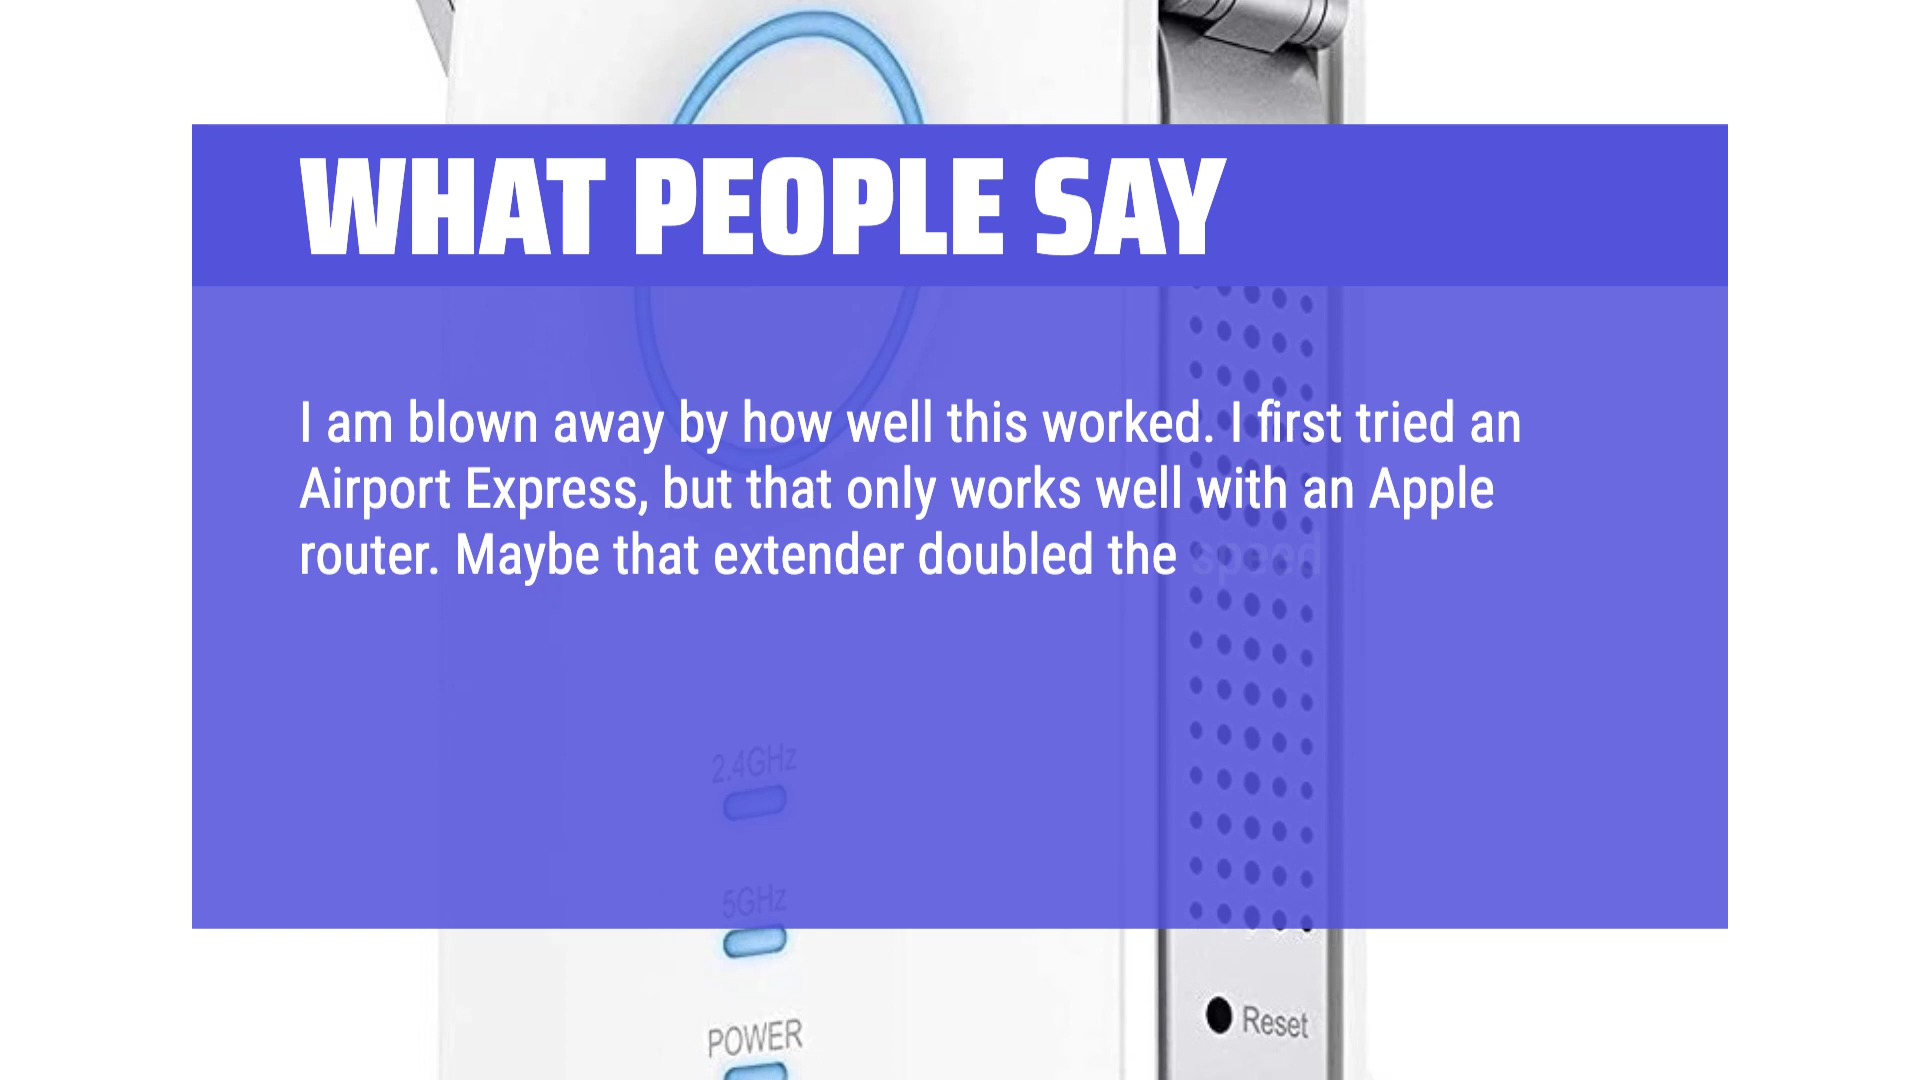 WHAT PEOPLE SAY
I am blown away by how well this worked. I first tried an
Airport Express, but that only works well with an Apple
router. Maybe that extender doubled the speed
2.4GHz
5GHz
POWER
Reset